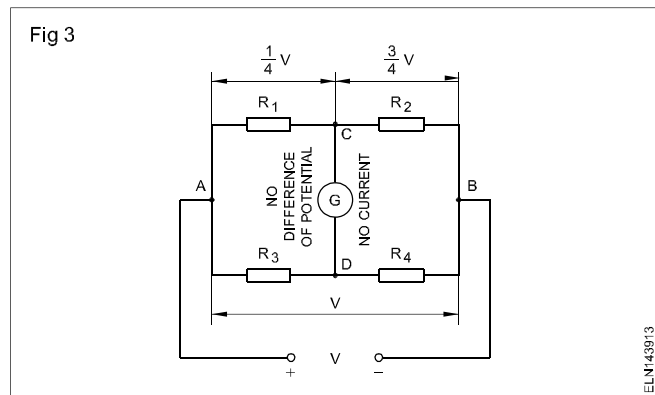 Fig 3
1/4 V
3/4 V
R1
R2
C
A
NO
DIFFERENCE
OF POTENTIAL
G
NO CURRENT
B
R3
D
R4
V
+ V –
ELN143913